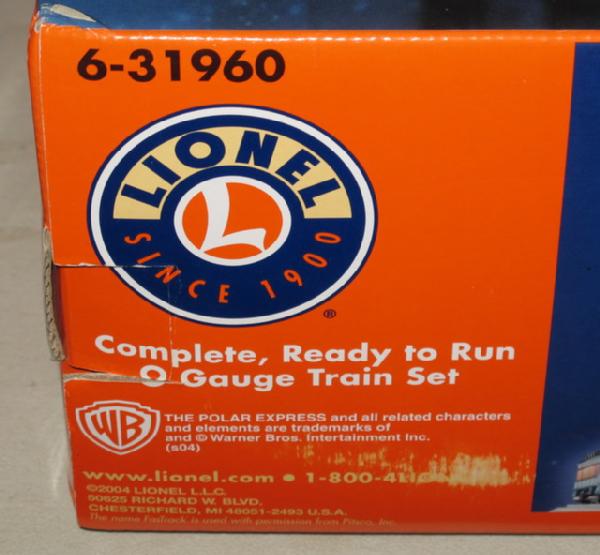 6-31960
LIONEL
L
SINCE 1900
®
Complete, Ready to Run
O Gauge Train Set
WB
THE POLAR EXPRESS and all related characters
and elements are trademarks of
and © Warner Bros. Intertainment Inc.
(s04)
www.lionel.com • 1-800-4LIO
©2004 LIONEL L.L.C.
50625 RICHARD W. BLVD.
CHESTERFIELD, MI 48051-2493 U.S.A.
The name FasTrack is used with permission from Pitsco, Inc.